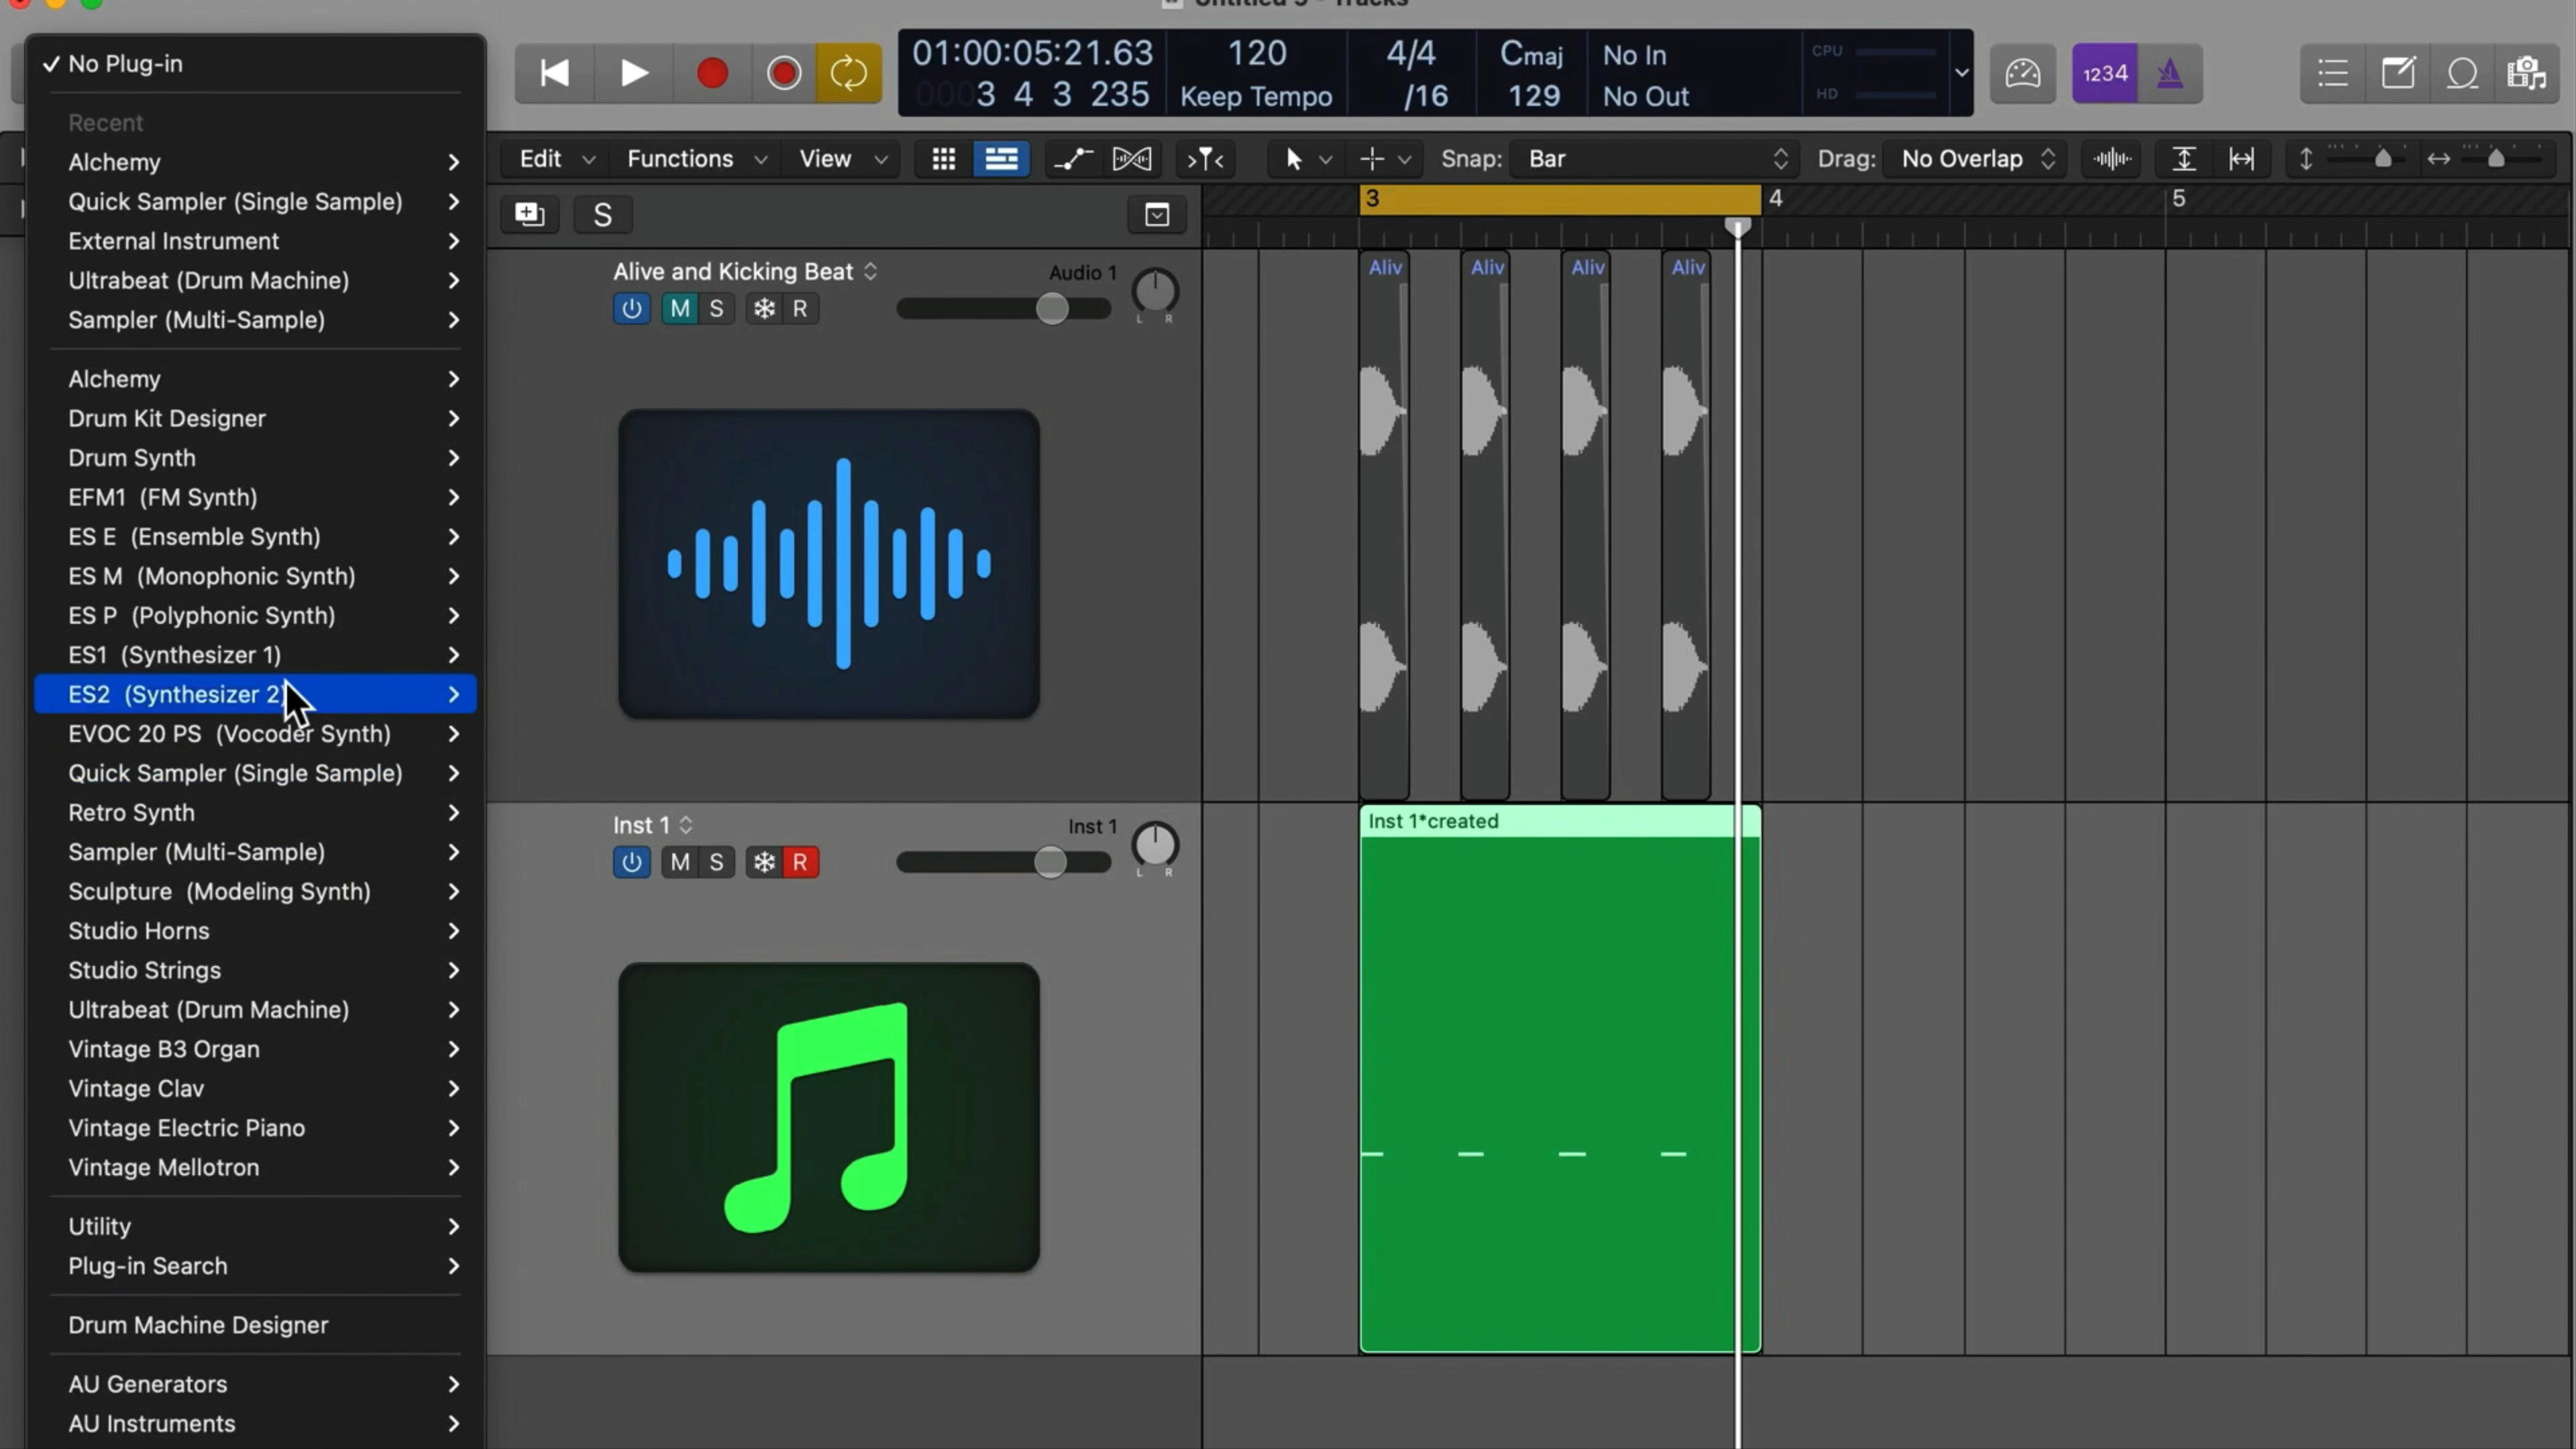 Untitled 5 - Tracks
✓ No Plug-in
Recent
Alchemy
Quick Sampler (Single Sample)
External Instrument
Ultrabeat (Drum Machine)
Sampler (Multi-Sample)
Alchemy
Drum Kit Designer
Drum Synth
EFM1 (FM Synth)
ES E (Ensemble Synth)
ES M (Monophonic Synth)
ES P (Polyphonic Synth)
ES1 (Synthesizer 1)
ES2 (Synthesizer 2)
EVOC 20 PS (Vocoder Synth)
Quick Sampler (Single Sample)
Retro Synth
Sampler (Multi-Sample)
Sculpture (Modeling Synth)
Studio Horns
Studio Strings
Ultrabeat (Drum Machine)
Vintage B3 Organ
Vintage Clav
Vintage Electric Piano
Vintage Mellotron
Utility
Plug-in Search
Drum Machine Designer
AU Generators
AU Instruments
01:00:05:21.63 120 4/4 Cmaj No In CPU
0003 4 3 235 Keep Tempo /16 129 No Out HD
1234
Edit Functions View Snap: Bar Drag: No Overlap
S
3 4 5
Alive and Kicking Beat Audio 1
M S R
L R
Aliv Aliv Aliv Aliv
Inst 1 Inst 1
M S R
L R
Inst 1*created